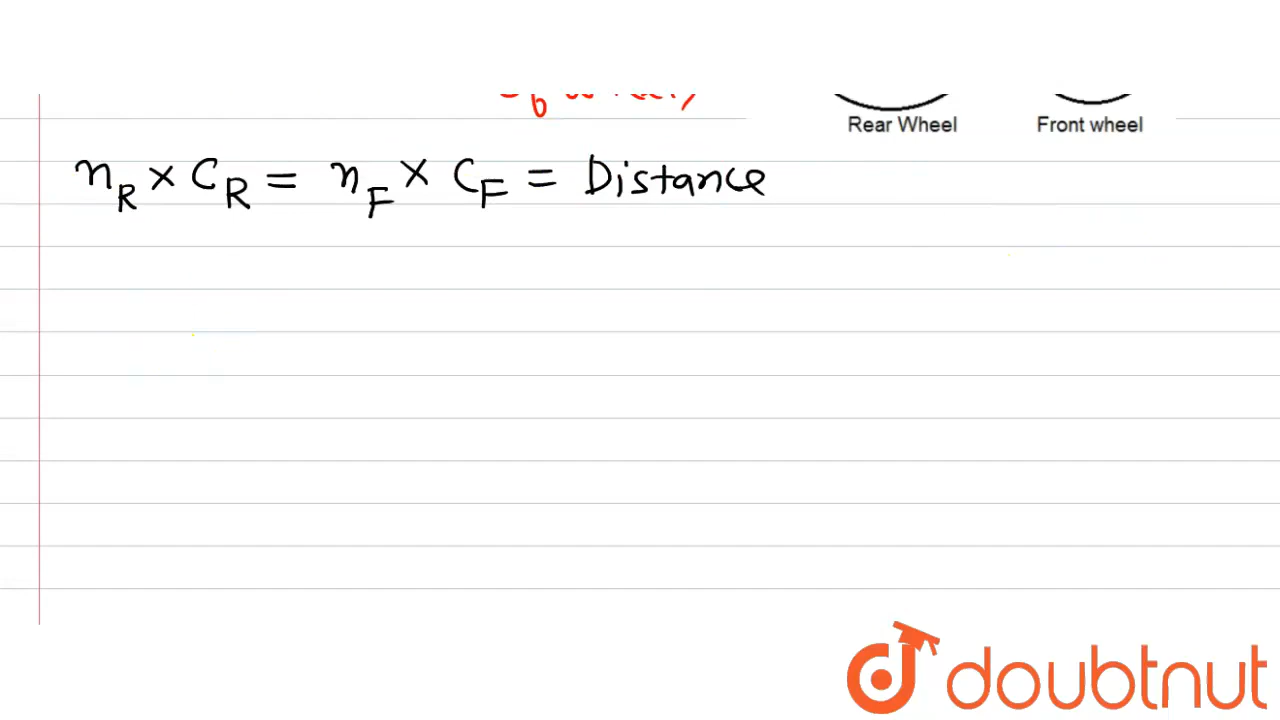 Rear Wheel Front wheel
n_R × C_R = n_F × C_F = Distance
doubtnut